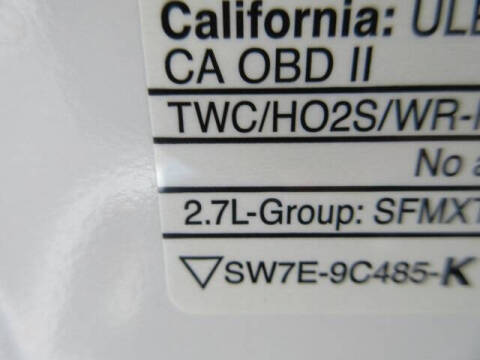 California: ULE
CA OBD II
TWC/HO2S/WR-
No a
2.7L-Group: SFMXT
▽SW7E-9C485-K